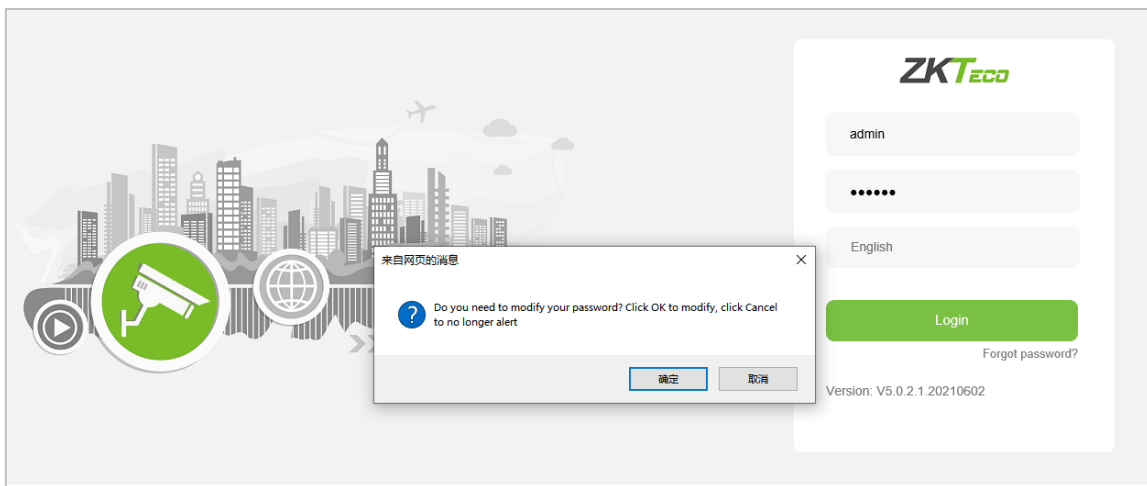 ZKTECO
admin
••••••
English
来自网页的消息
Do you need to modify your password? Click OK to modify, click Cancel
to no longer alert
确定
取消
Login
Forgot password?
Version: V5.0.2.1.20210602